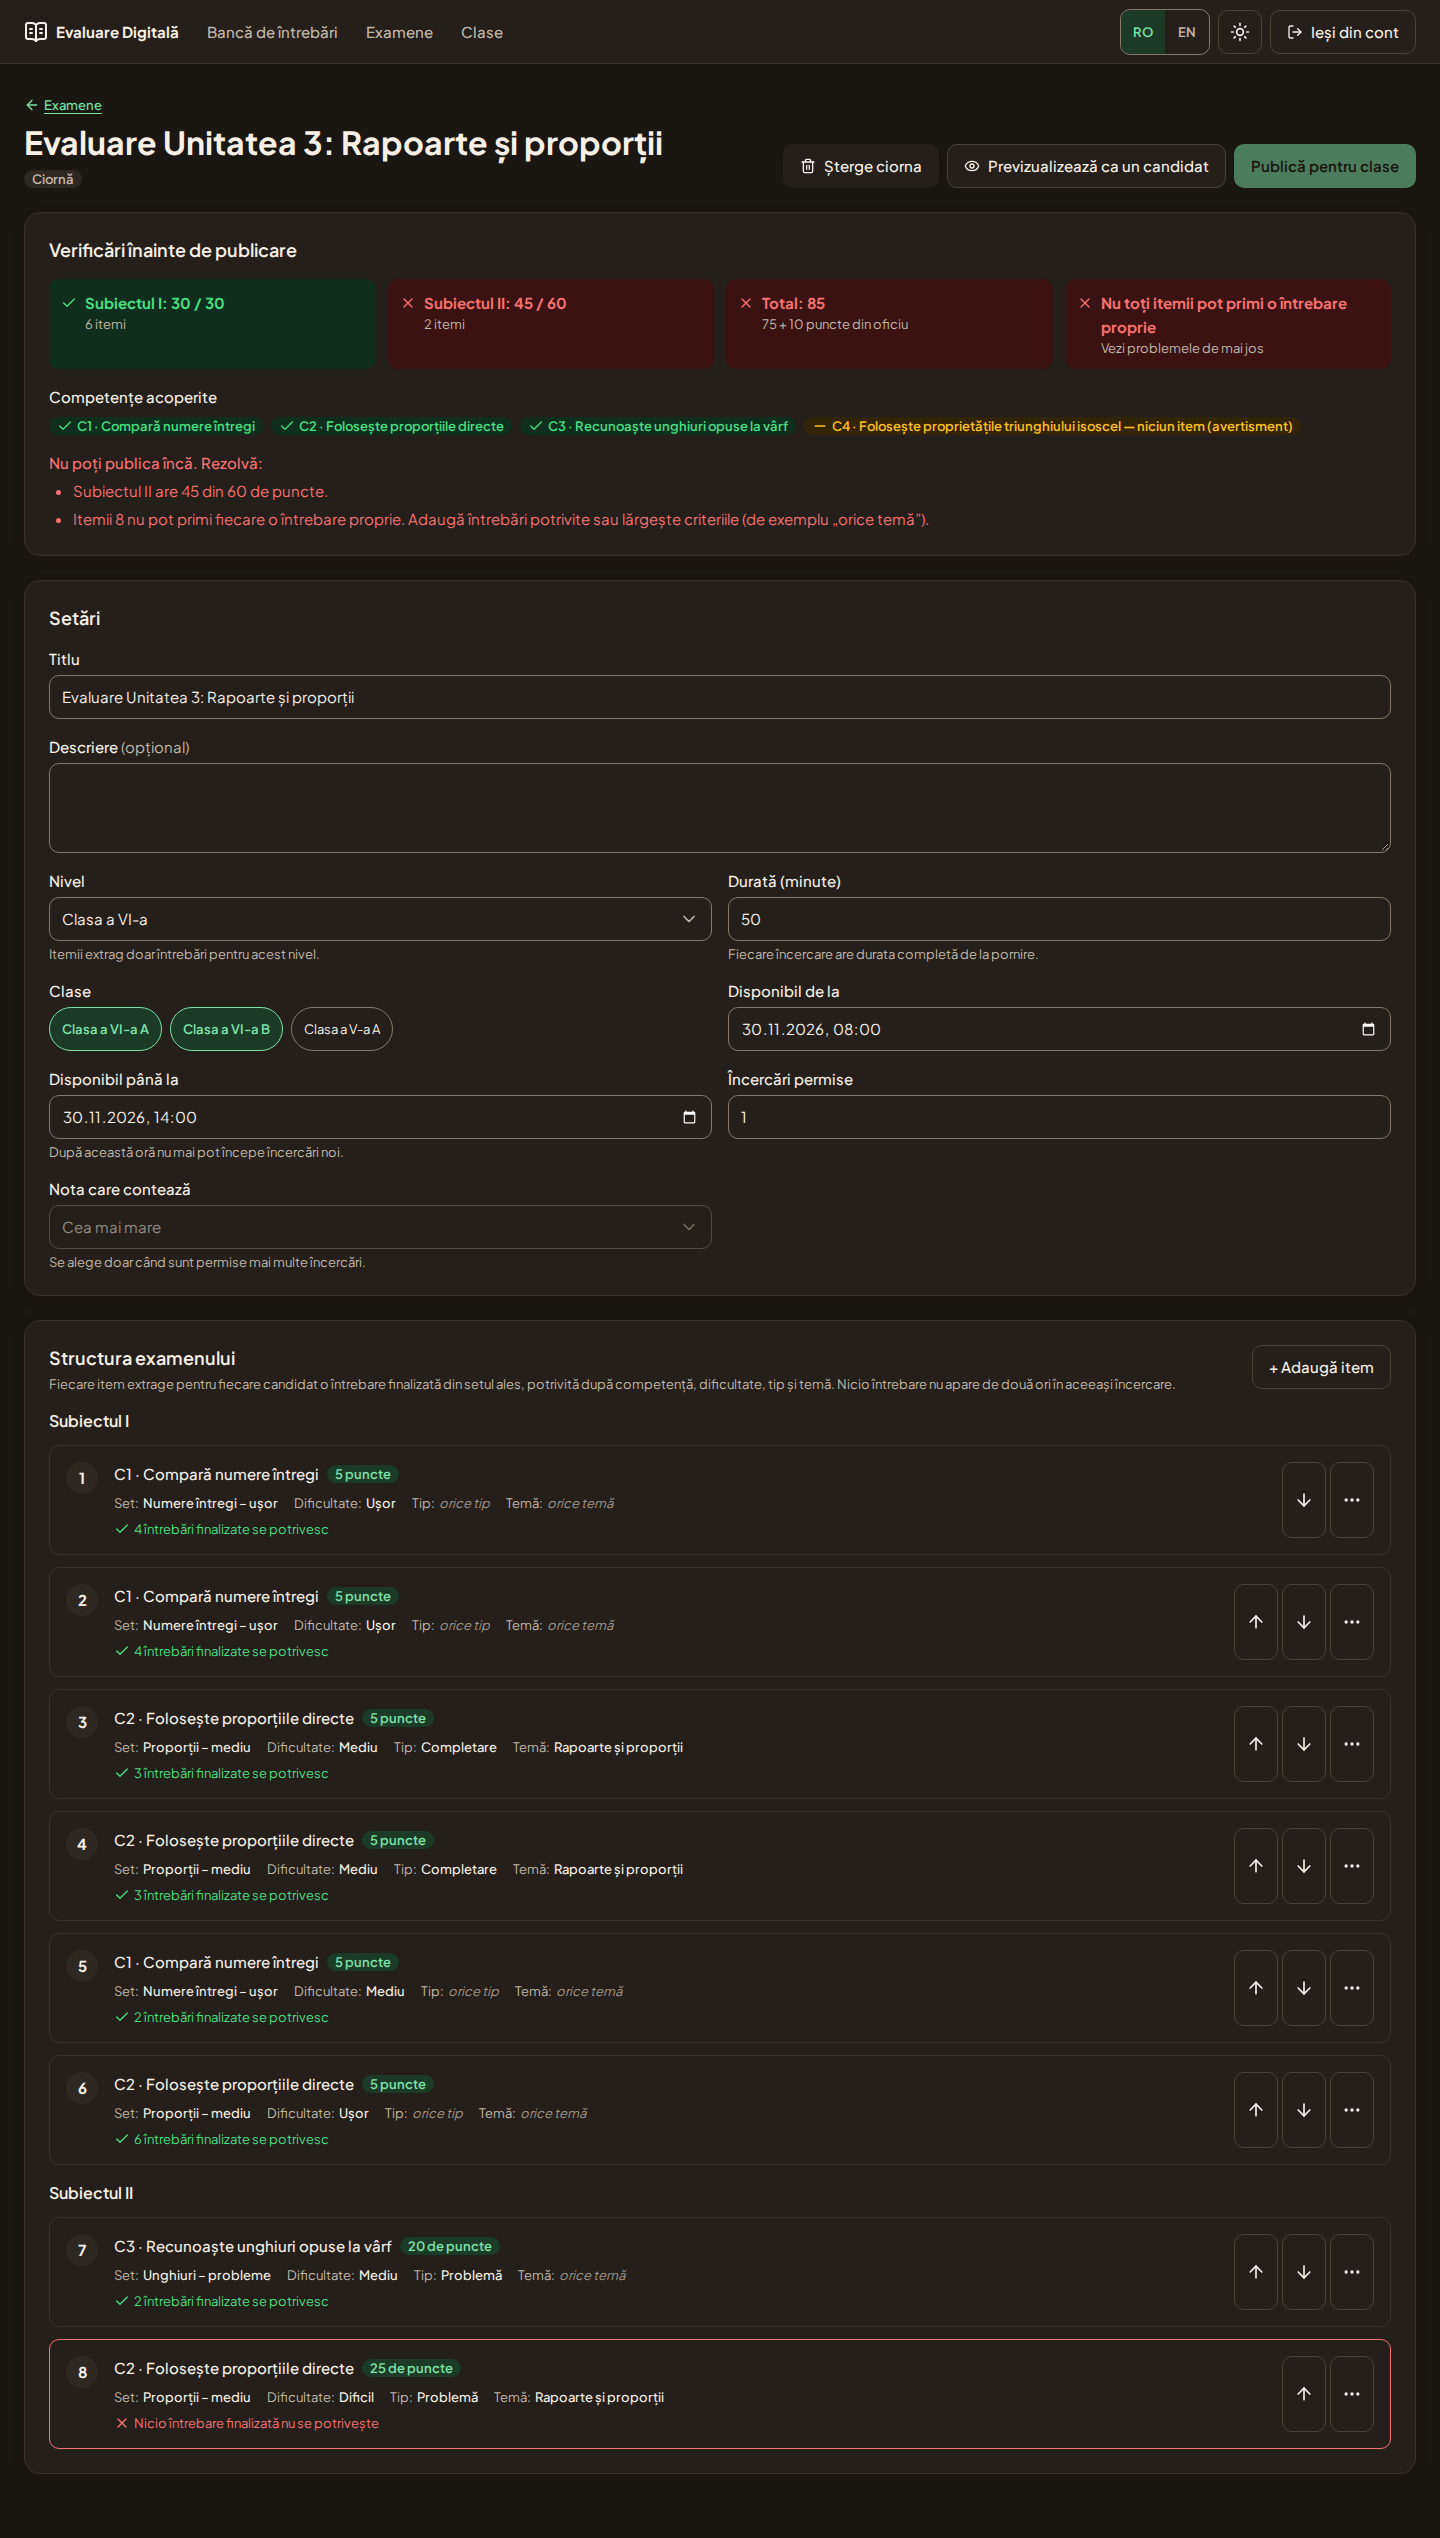 Evaluare Digitală
Bancă de întrebări
Examene
Clase
RO
EN
Ieși din cont
Examene
Evaluare Unitatea 3: Rapoarte și proporții
Ciornă
Șterge ciorna
Previzualizează ca un candidat
Publică pentru clase
Verificări înainte de publicare
Subiectul I: 30 / 30
6 itemi
Subiectul II: 45 / 60
2 itemi
Total: 85
75 + 10 puncte din oficiu
Nu toți itemii pot primi o întrebare
proprie
Vezi problemele de mai jos
Competențe acoperite
C1 · Compară numere întregi
C2 · Folosește proporțiile directe
C3 · Recunoaște unghiuri opuse la vârf
C4 · Folosește proprietățile triunghiului isoscel — niciun item (avertisment)
Nu poți publica încă. Rezolvă:
• Subiectul II are 45 din 60 de puncte.
• Itemii 8 nu pot primi fiecare o întrebare proprie. Adaugă întrebări potrivite sau lărgește criteriile (de exemplu „orice temă”).
Setări
Titlu
Evaluare Unitatea 3: Rapoarte și proporții
Descriere (opțional)
Nivel
Clasa a VI-a
Itemii extrag doar întrebări pentru acest nivel.
Durată (minute)
50
Fiecare încercare are durata completă de la pornire.
Clase
Clasa a VI-a A
Clasa a VI-a B
Clasa a V-a A
Disponibil de la
30.11.2026, 08:00
Disponibil până la
30.11.2026, 14:00
După această oră nu mai pot începe încercări noi.
Încercări permise
1
Nota care contează
Cea mai mare
Se alege doar când sunt permise mai multe încercări.
Structura examenului
Fiecare item extrage pentru fiecare candidat o întrebare finalizată din setul ales, potrivită după competență, dificultate, tip și temă. Nicio întrebare nu apare de două ori în aceeași încercare.
+ Adaugă item
Subiectul I
1
C1 · Compară numere întregi 5 puncte
Set: Numere întregi – ușor Dificultate: Ușor Tip: orice tip Temă: orice temă
4 întrebări finalizate se potrivesc
2
C1 · Compară numere întregi 5 puncte
Set: Numere întregi – ușor Dificultate: Ușor Tip: orice tip Temă: orice temă
4 întrebări finalizate se potrivesc
3
C2 · Folosește proporțiile directe 5 puncte
Set: Proporții – mediu Dificultate: Mediu Tip: Completare Temă: Rapoarte și proporții
3 întrebări finalizate se potrivesc
4
C2 · Folosește proporțiile directe 5 puncte
Set: Proporții – mediu Dificultate: Mediu Tip: Completare Temă: Rapoarte și proporții
3 întrebări finalizate se potrivesc
5
C1 · Compară numere întregi 5 puncte
Set: Numere întregi – ușor Dificultate: Mediu Tip: orice tip Temă: orice temă
2 întrebări finalizate se potrivesc
6
C2 · Folosește proporțiile directe 5 puncte
Set: Proporții – mediu Dificultate: Ușor Tip: orice tip Temă: orice temă
6 întrebări finalizate se potrivesc
Subiectul II
7
C3 · Recunoaște unghiuri opuse la vârf 20 de puncte
Set: Unghiuri – probleme Dificultate: Mediu Tip: Problemă Temă: orice temă
2 întrebări finalizate se potrivesc
8
C2 · Folosește proporțiile directe 25 de puncte
Set: Proporții – mediu Dificultate: Dificil Tip: Problemă Temă: Rapoarte și proporții
Nicio întrebare finalizată nu se potrivește